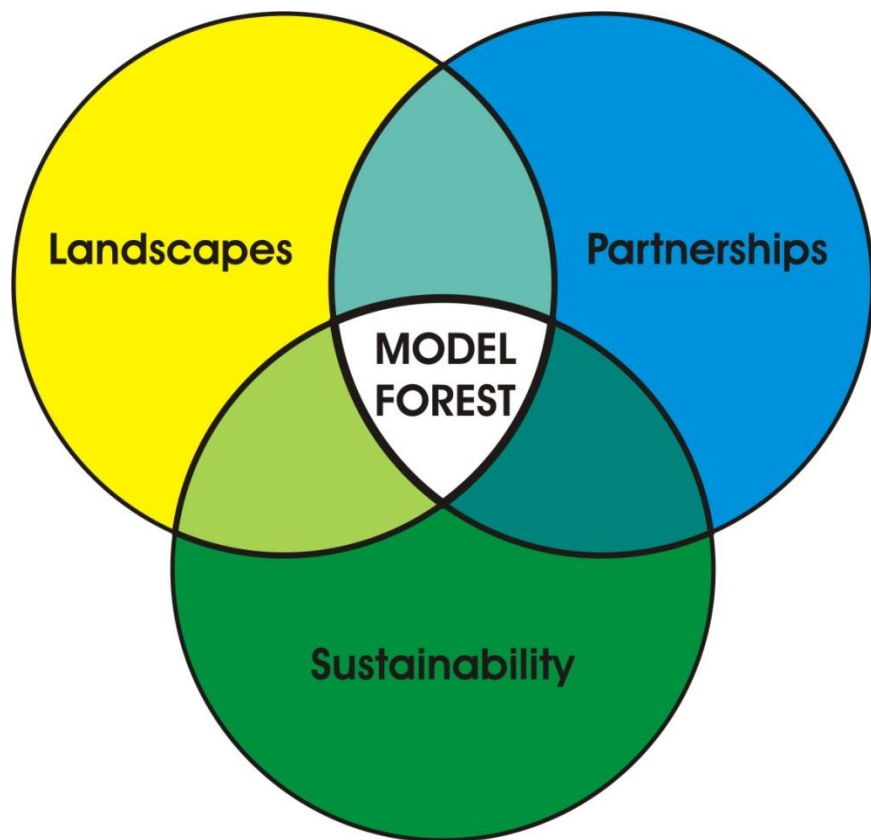 Landscapes
Partnerships
MODEL
FOREST
Sustainability